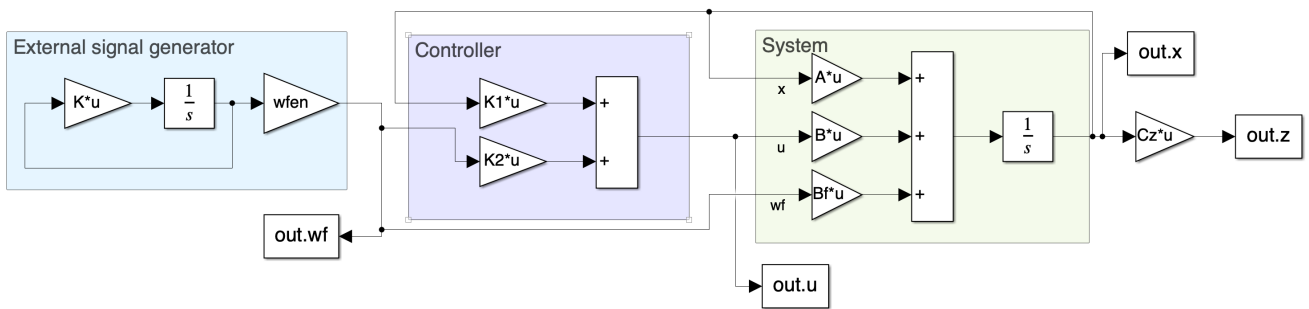 External signal generator
K*u
1
s
wfen
out.wf
Controller
K1*u
K2*u
+
+
System
x
u
wf
A*u
B*u
Bf*u
+
+
+
1
s
out.x
Cz*u
out.z
out.u